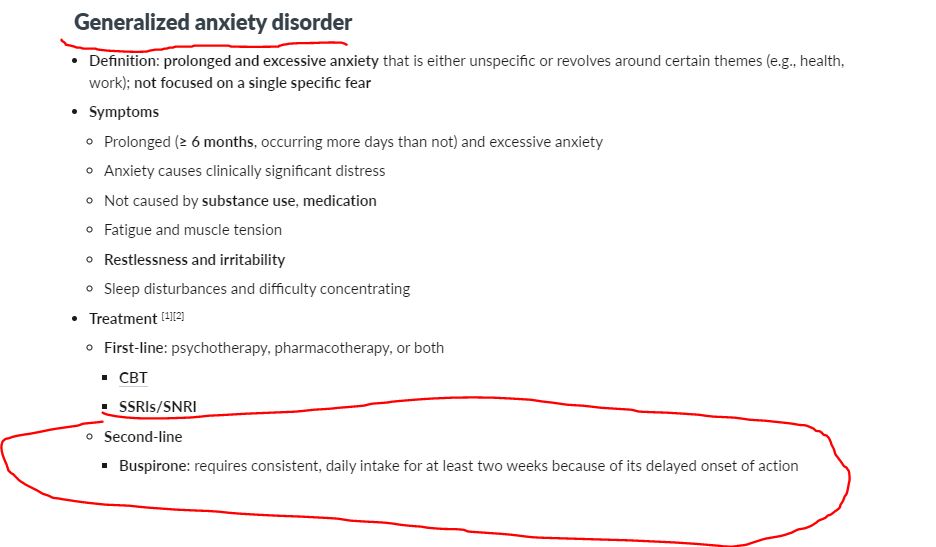 Generalized anxiety disorder
• Definition: prolonged and excessive anxiety that is either unspecific or revolves around certain themes (e.g., health,
work); not focused on a single specific fear
• Symptoms
Prolonged (≥ 6 months, occurring more days than not) and excessive anxiety
Anxiety causes clinically significant distress
Not caused by substance use, medication
Fatigue and muscle tension
Restlessness and irritability
Sleep disturbances and difficulty concentrating
• Treatment [1][2]
First-line: psychotherapy, pharmacotherapy, or both
CBT
SSRIs/SNRI
Second-line
Buspirone: requires consistent, daily intake for at least two weeks because of its delayed onset of action